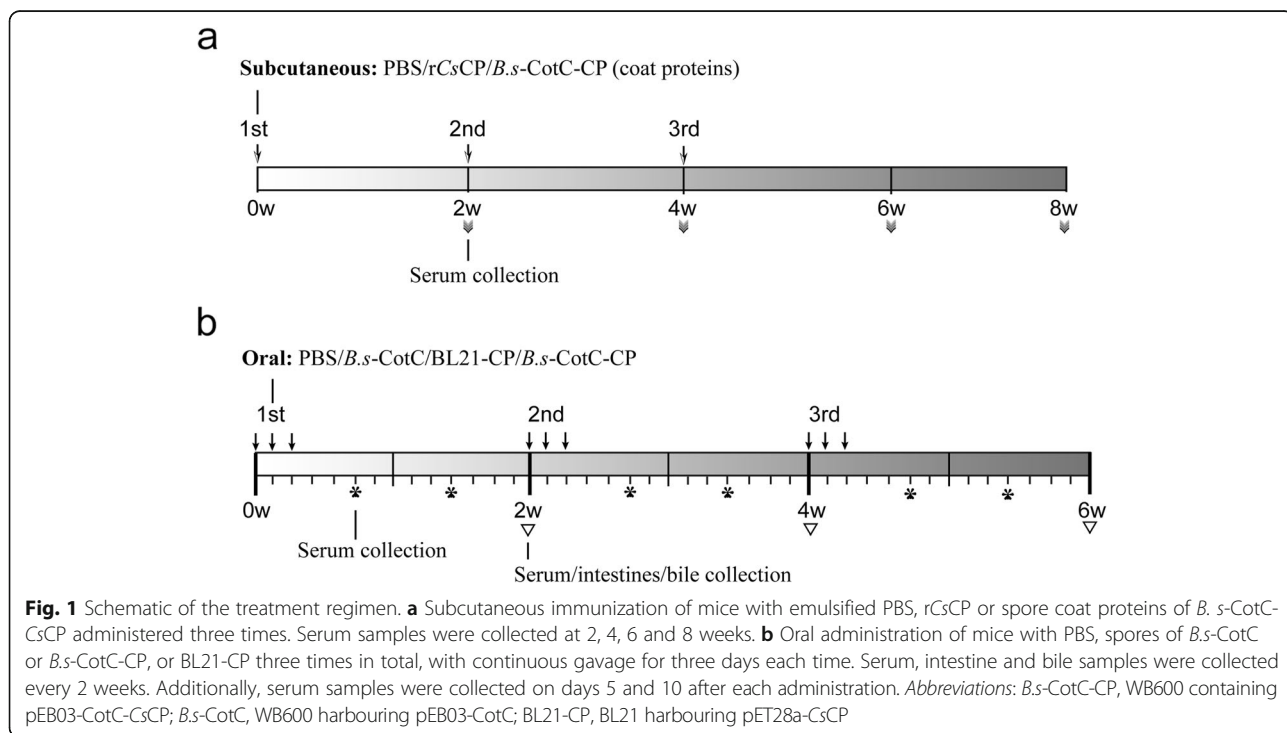 a
Subcutaneous: PBS/rCsCP/B.s-CotC-CP (coat proteins)
1st 2nd 3rd
0w 2w 4w 6w 8w
Serum collection
b
Oral: PBS/B.s-CotC/BL21-CP/B.s-CotC-CP
1st 2nd 3rd
* * * * * *
0w 2w 4w 6w
Serum collection
Serum/intestines/bile collection
Fig. 1 Schematic of the treatment regimen. a Subcutaneous immunization of mice with emulsified PBS, rCsCP or spore coat proteins of B. s-CotC-
CsCP administered three times. Serum samples were collected at 2, 4, 6 and 8 weeks. b Oral administration of mice with PBS, spores of B.s-CotC
or B.s-CotC-CP, or BL21-CP three times in total, with continuous gavage for three days each time. Serum, intestine and bile samples were collected
every 2 weeks. Additionally, serum samples were collected on days 5 and 10 after each administration. Abbreviations: B.s-CotC-CP, WB600 containing
pEB03-CotC-CsCP; B.s-CotC, WB600 harbouring pEB03-CotC; BL21-CP, BL21 harbouring pET28a-CsCP